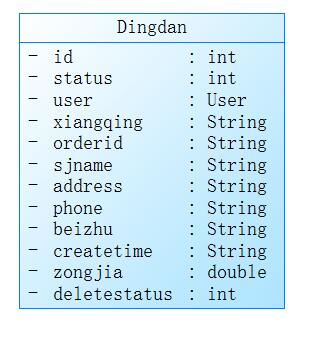 Dingdan
- id : int
- status : int
- user : User
- xiangqing : String
- orderid : String
- sjname : String
- address : String
- phone : String
- beizhu : String
- createtime : String
- zongjia : double
- deletestatus : int